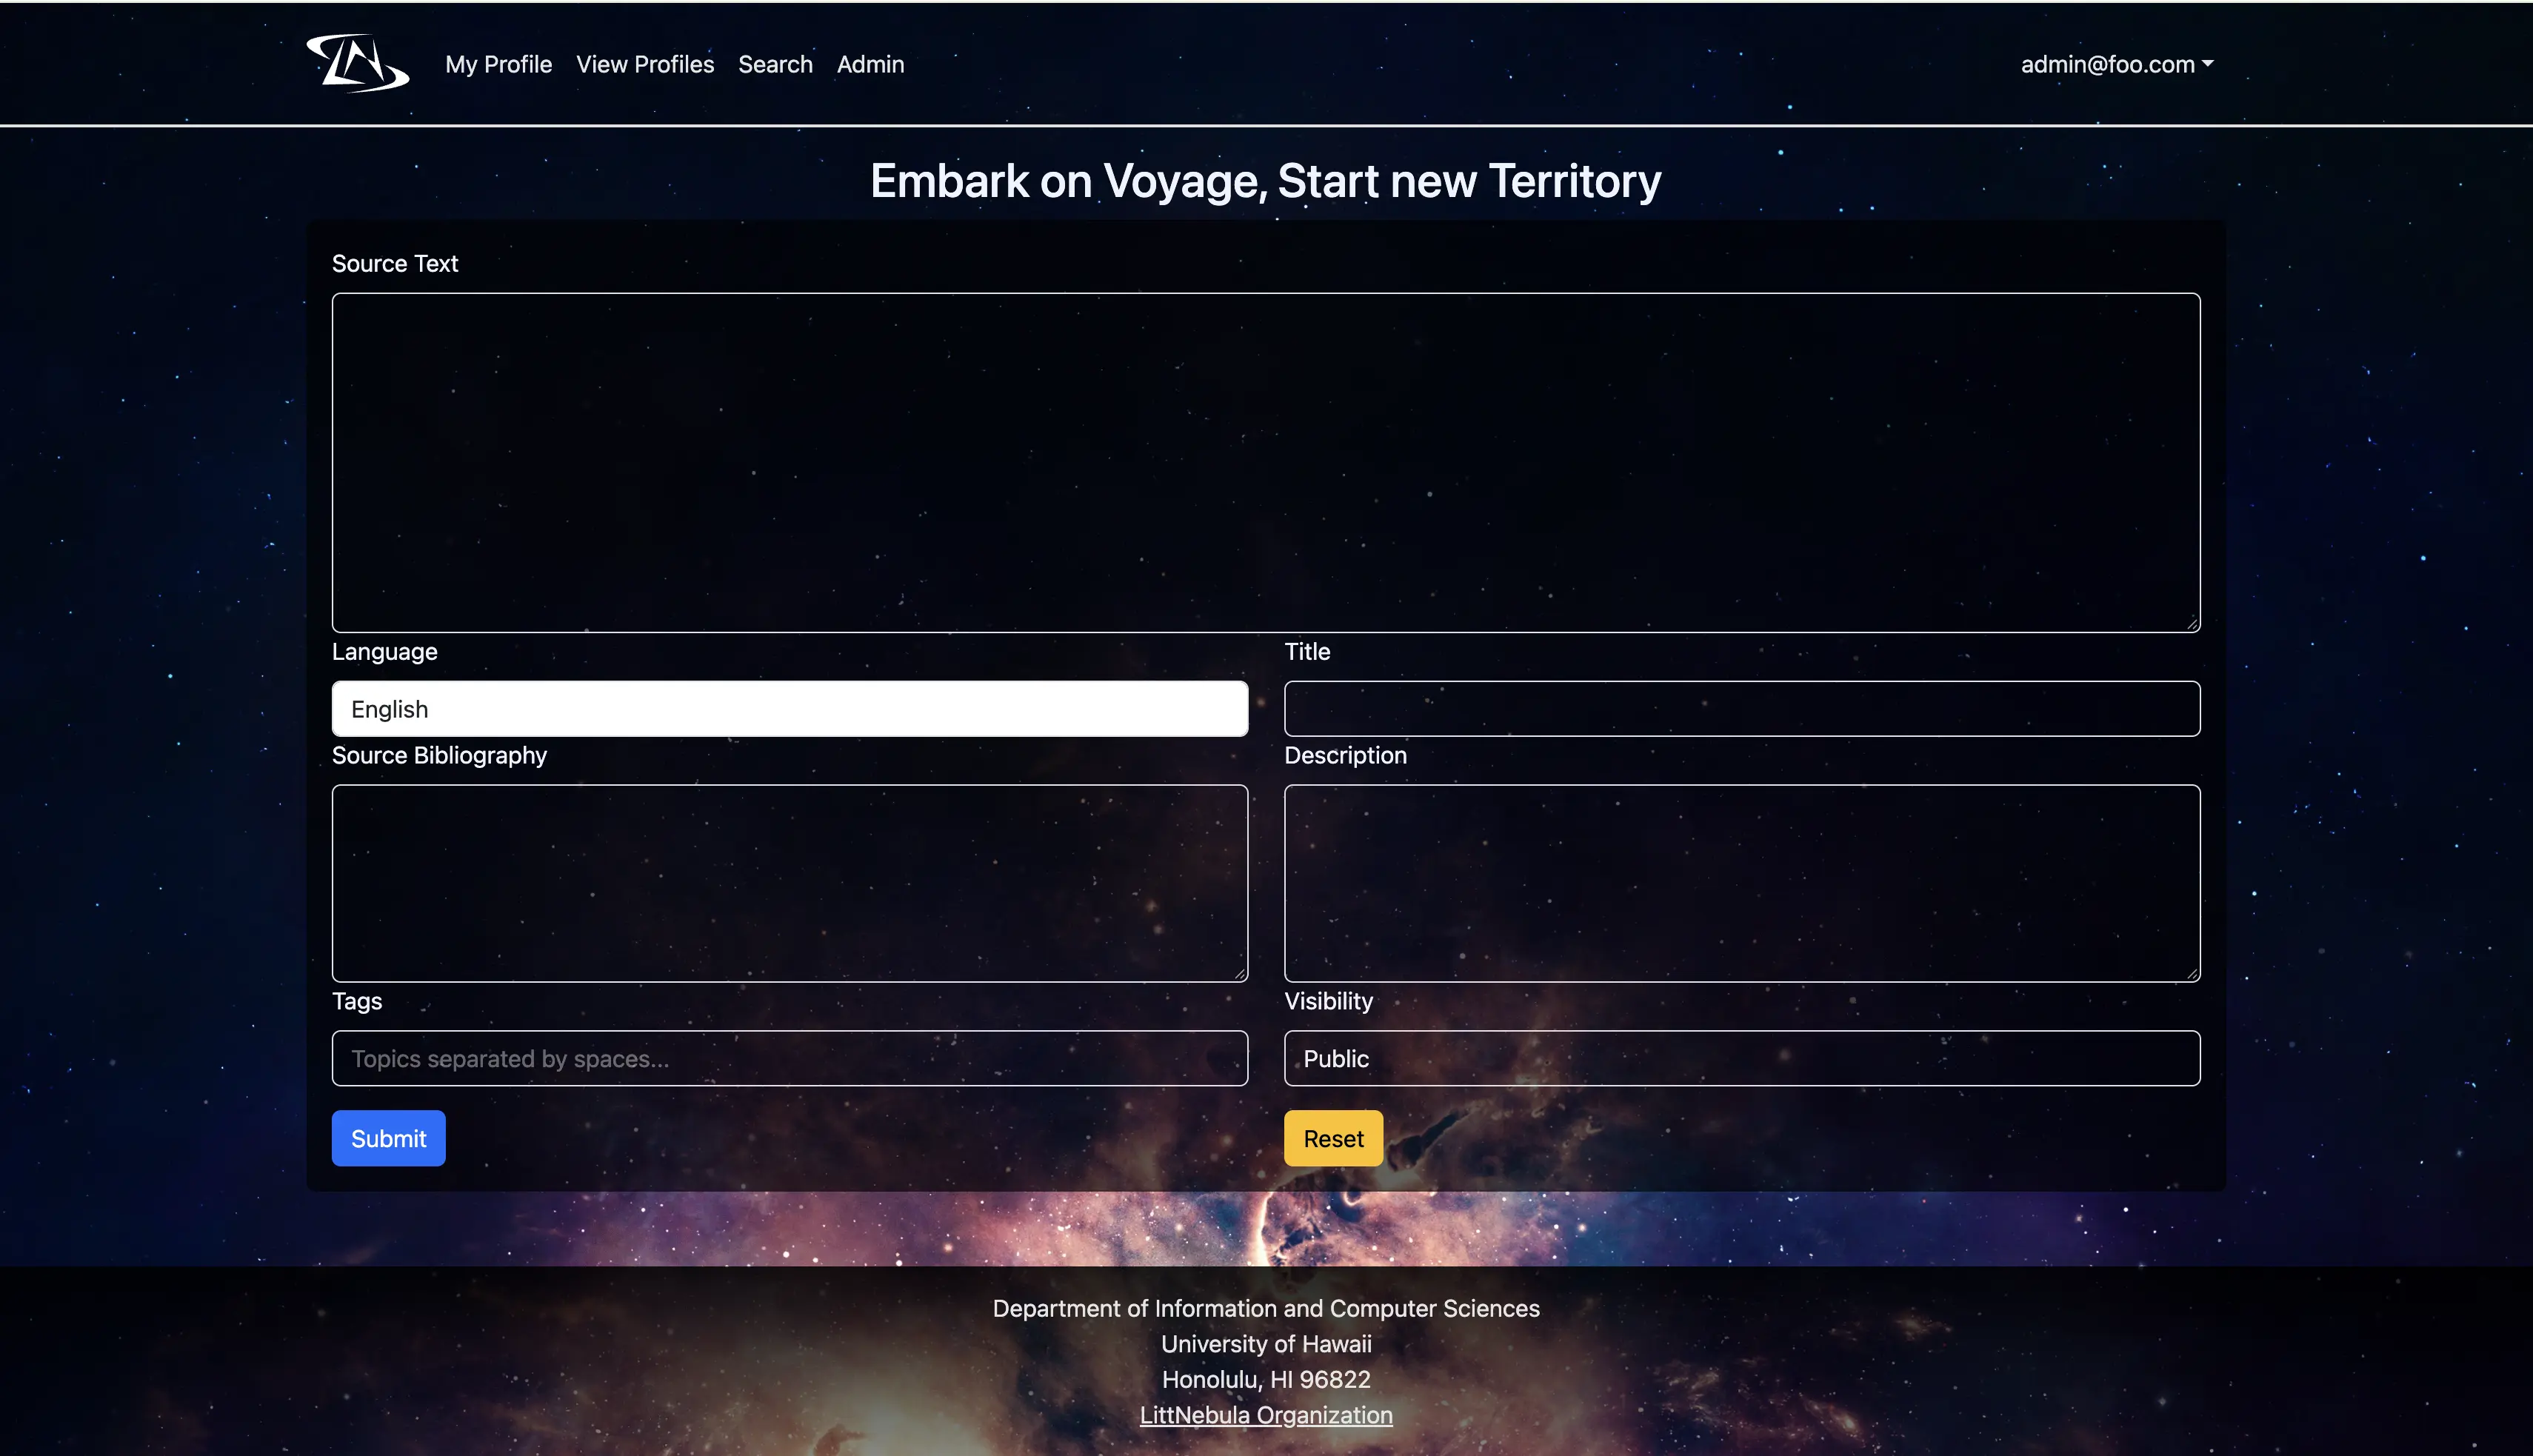 My Profile View Profiles Search Admin admin@foo.com
Embark on Voyage, Start new Territory
Source Text
Language Title
English
Source Bibliography Description
Tags Visibility
Topics separated by spaces... Public
Submit Reset
Department of Information and Computer Sciences
University of Hawaii
Honolulu, HI 96822
LittNebula Organization